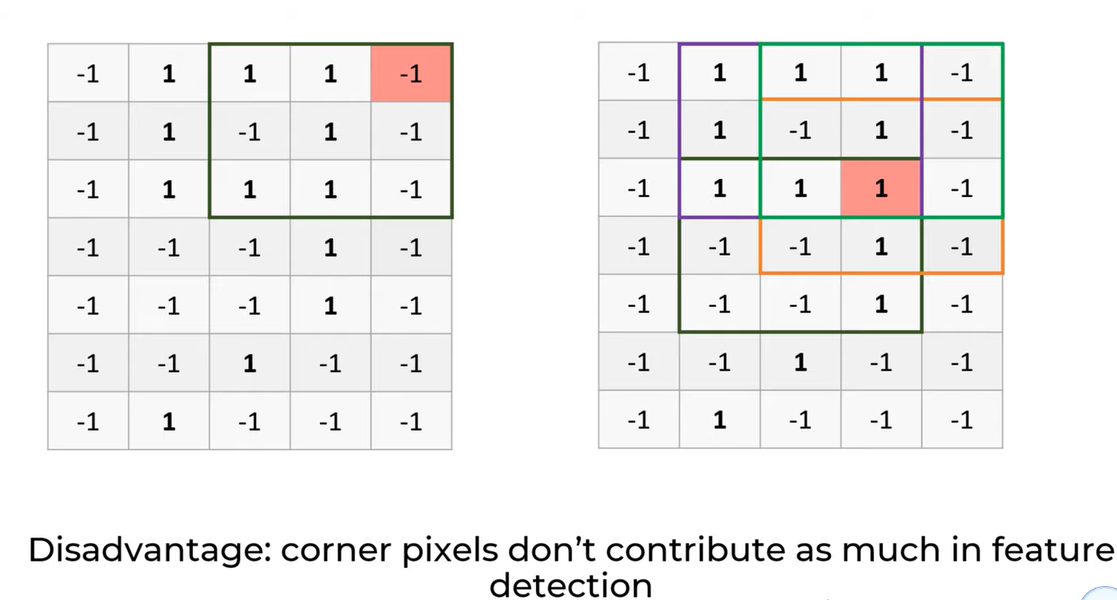 -1 1 1 1 -1 -1 1 1 1 -1
-1 1 -1 1 -1 -1 1 -1 1 -1
-1 1 1 1 -1 -1 1 1 1 -1
-1 -1 -1 1 -1 -1 -1 -1 1 -1
-1 -1 -1 1 -1 -1 -1 -1 1 -1
-1 -1 1 -1 -1 -1 -1 1 -1 -1
-1 1 -1 -1 -1 -1 1 -1 -1 -1
Disadvantage: corner pixels don’t contribute as much in feature
detection